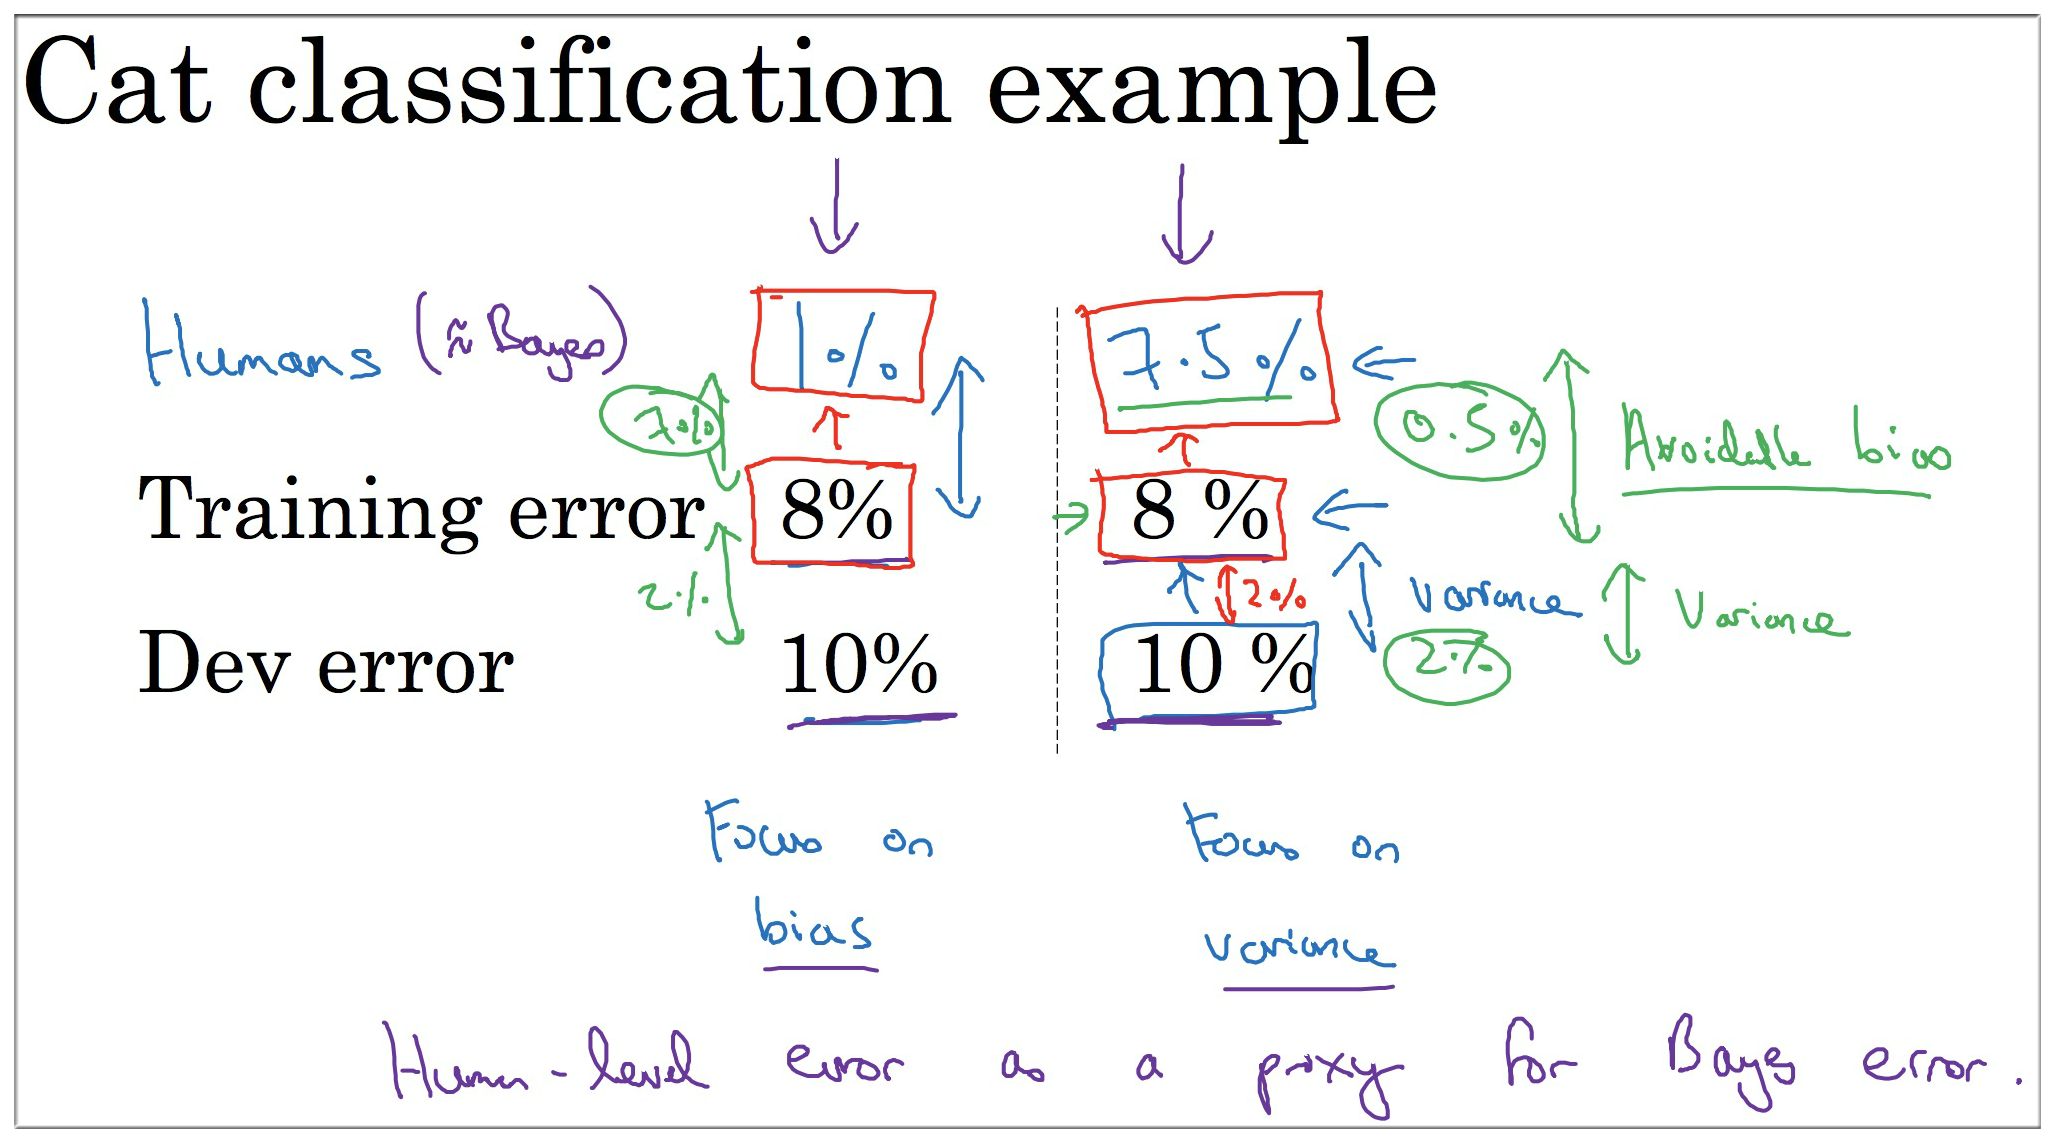 Cat classification example
Humans (≈ Bayes) 1% 7.5%
7% 0.5% Avoidable bias
Training error 8% 8 %
2% 2% variance Variance
Dev error 10% 10 % 2%
Focus on Focus on
bias variance
Human-level error as a proxy for Bayes error.